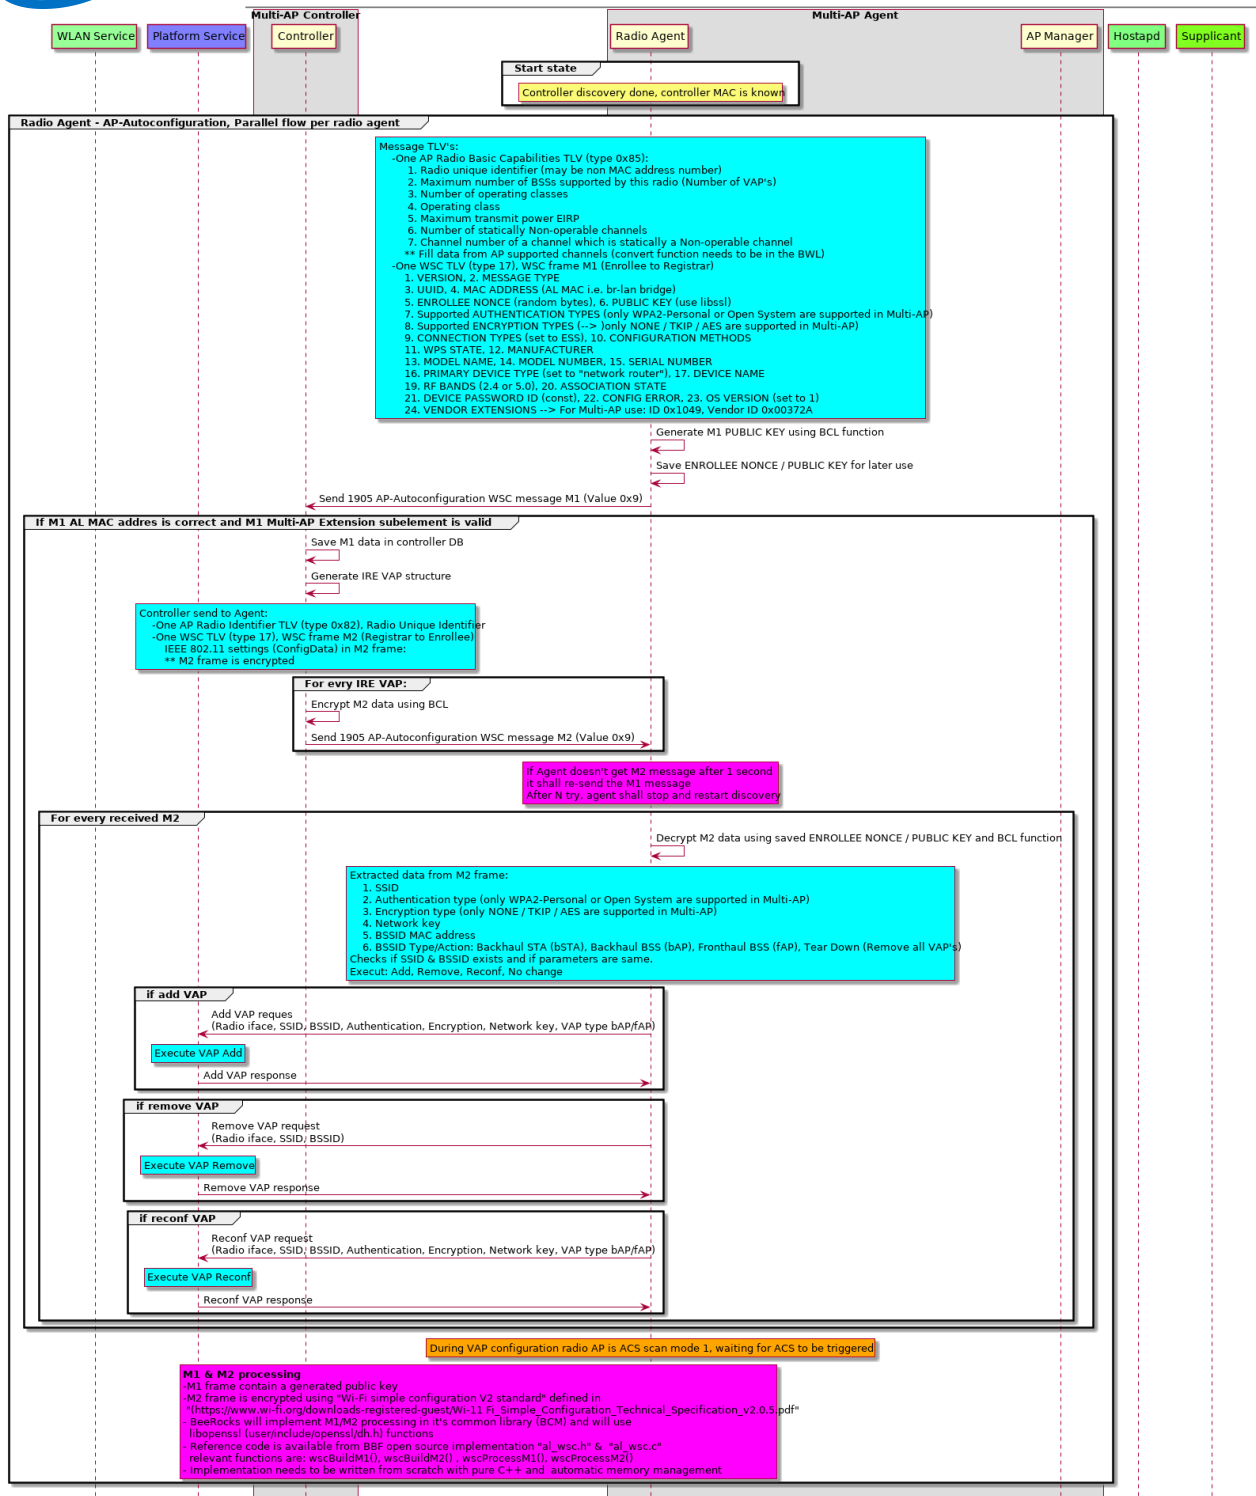 Multi-AP Controller
Multi-AP Agent
WLAN Service
Platform Service
Controller
Radio Agent
AP Manager
Hostapd
Supplicant
Start state
Controller discovery done, controller MAC is known
Radio Agent - AP-Autoconfiguration, Parallel flow per radio agent
Message TLV's:
-One AP Radio Basic Capabilities TLV (type 0x85):
1. Radio unique identifier (may be non MAC address number)
2. Maximum number of BSSs supported by this radio (Number of VAP's)
3. Number of operating classes
4. Operating class
5. Maximum transmit power EIRP
6. Number of statically Non-operable channels
7. Channel number of a channel which is statically a Non-operable channel
** Fill data from AP supported channels (convert function needs to be in the BWL)
-One WSC TLV (type 17), WSC frame M1 (Enrollee to Registrar)
1. VERSION, 2. MESSAGE TYPE
3. UUID, 4. MAC ADDRESS (AL MAC i.e. br-lan bridge)
5. ENROLLEE NONCE (random bytes), 6. PUBLIC KEY (use libssl)
7. Supported AUTHENTICATION TYPES (only WPA2-Personal or Open System are supported in Multi-AP)
8. Supported ENCRYPTION TYPES (--> )only NONE / TKIP / AES are supported in Multi-AP)
9. CONNECTION TYPES (set to ESS), 10. CONFIGURATION METHODS
11. WPS STATE, 12. MANUFACTURER
13. MODEL NAME, 14. MODEL NUMBER, 15. SERIAL NUMBER
16. PRIMARY DEVICE TYPE (set to "network router"), 17. DEVICE NAME
19. RF BANDS (2.4 or 5.0), 20. ASSOCIATION STATE
21. DEVICE PASSWORD ID (const), 22. CONFIG ERROR, 23. OS VERSION (set to 1)
24. VENDOR EXTENSIONS --> For Multi-AP use: ID 0x1049, Vendor ID 0x00372A
Generate M1 PUBLIC KEY using BCL function
Save ENROLLEE NONCE / PUBLIC KEY for later use
Send 1905 AP-Autoconfiguration WSC message M1 (Value 0x9)
If M1 AL MAC addres is correct and M1 Multi-AP Extension subelement is valid
Save M1 data in controller DB
Generate IRE VAP structure
Controller send to Agent:
-One AP Radio Identifier TLV (type 0x82), Radio Unique Identifier
-One WSC TLV (type 17), WSC frame M2 (Registrar to Enrollee)
IEEE 802.11 settings (ConfigData) in M2 frame:
** M2 frame is encrypted
For evry IRE VAP:
Encrypt M2 data using BCL
Send 1905 AP-Autoconfiguration WSC message M2 (Value 0x9)
If Agent doesn't get M2 message after 1 second
it shall re-send the M1 message
After N try, agent shall stop and restart discovery
For every received M2
Decrypt M2 data using saved ENROLLEE NONCE / PUBLIC KEY and BCL function
Extracted data from M2 frame:
1. SSID
2. Authentication type (only WPA2-Personal or Open System are supported in Multi-AP)
3. Encryption type (only NONE / TKIP / AES are supported in Multi-AP)
4. Network key
5. BSSID MAC address
6. BSSID Type/Action: Backhaul STA (bSTA), Backhaul BSS (bAP), Fronthaul BSS (fAP), Tear Down (Remove all VAP's)
Checks if SSID & BSSID exists and if parameters are same.
Execut: Add, Remove, Reconf, No change
if add VAP
Add VAP reques
(Radio iface, SSID, BSSID, Authentication, Encryption, Network key, VAP type bAP/fAP)
Execute VAP Add
Add VAP response
if remove VAP
Remove VAP request
(Radio iface, SSID, BSSID)
Execute VAP Remove
Remove VAP response
if reconf VAP
Reconf VAP request
(Radio iface, SSID, BSSID, Authentication, Encryption, Network key, VAP type bAP/fAP)
Execute VAP Reconf
Reconf VAP response
During VAP configuration radio AP is ACS scan mode 1, waiting for ACS to be triggered
M1 & M2 processing
-M1 frame contain a generated public key
-M2 frame is encrypted using "Wi-Fi simple configuration V2 standard" defined in
"(https://www.wi-fi.org/downloads-registered-guest/Wi-11 Fi_Simple_Configuration_Technical_Specification_v2.0.5.pdf"
- BeeRocks will implement M1/M2 processing in it's common library (BCM) and will use
libopenssl (user/include/openssl/dh.h) functions
- Reference code is available from BBF open source implementation "al_wsc.h" & "al_wsc.c"
relevant functions are: wscBuildM1(), wscBuildM2() , wscProcessM1(), wscProcessM2()
- Implementation needs to be written from scratch with pure C++ and automatic memory management